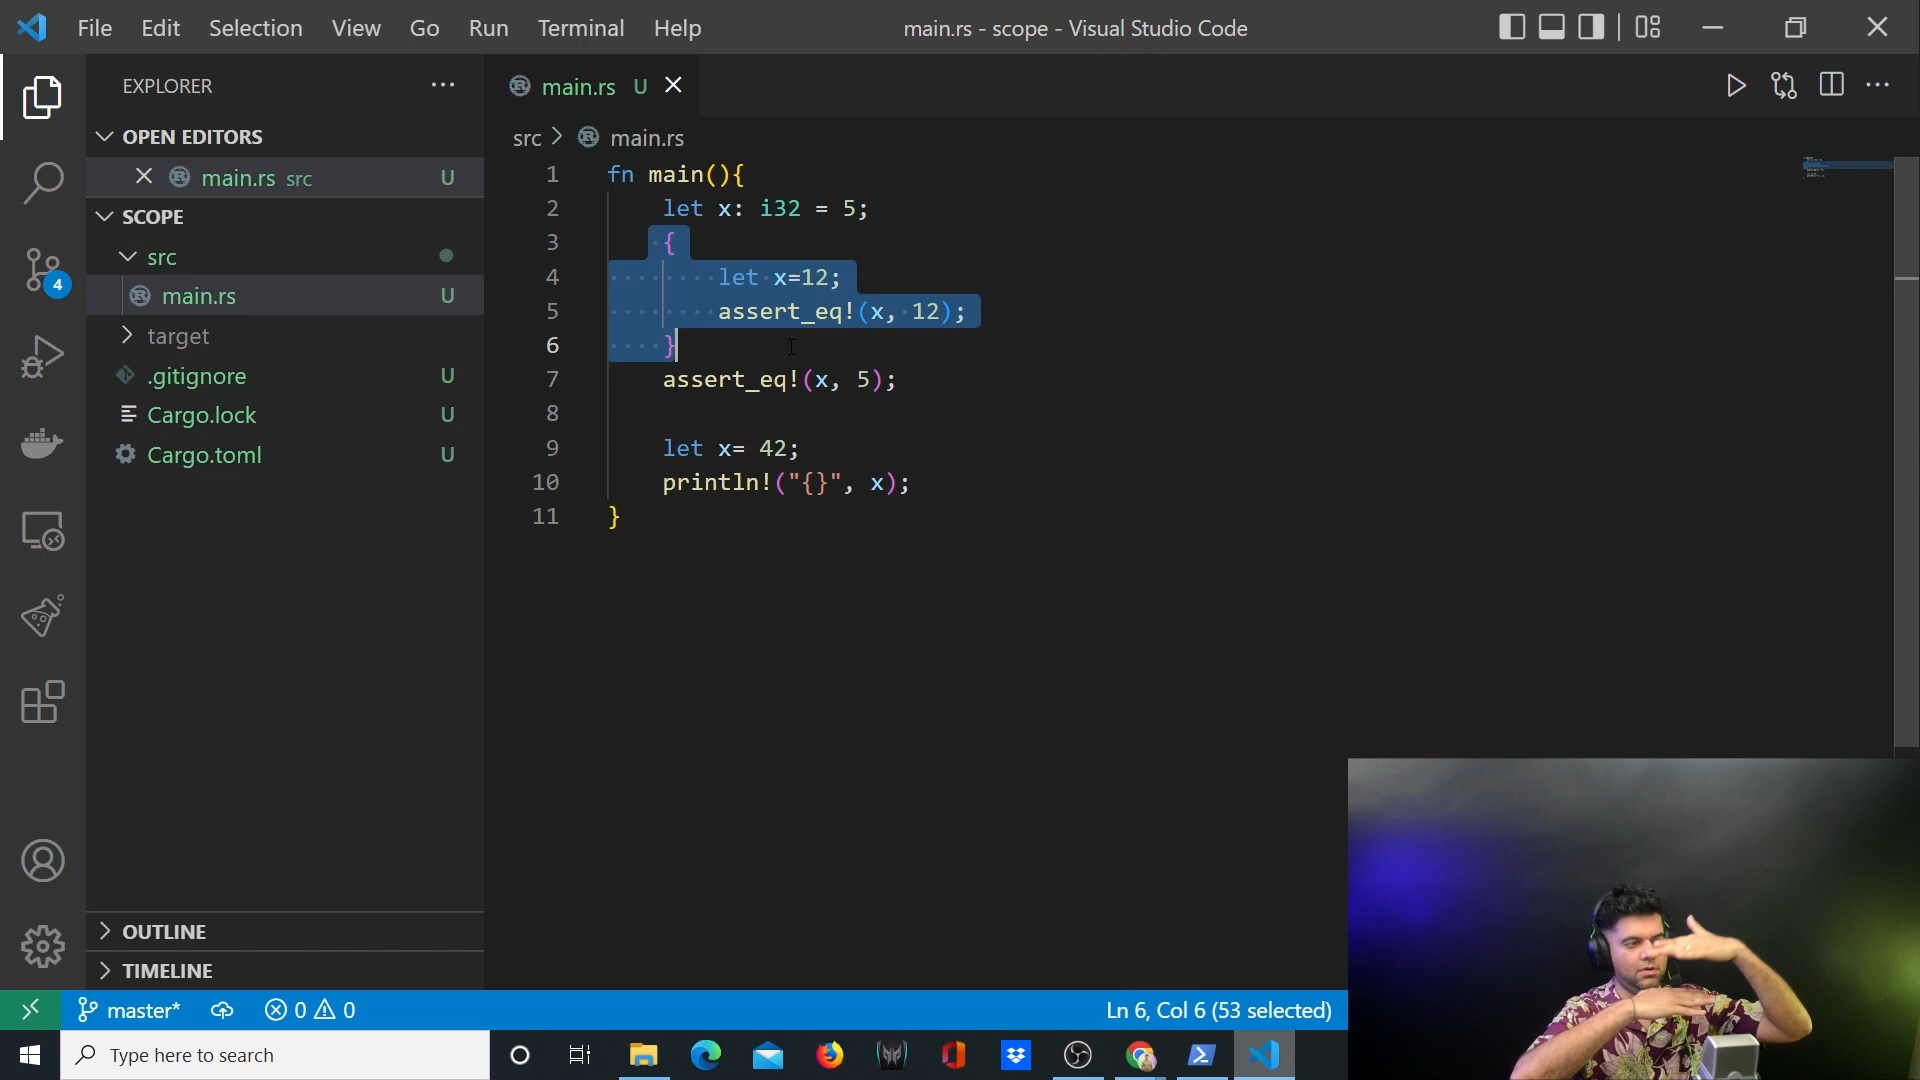 File Edit Selection View Go Run Terminal Help
main.rs - scope - Visual Studio Code
EXPLORER
main.rs U
OPEN EDITORS
src > main.rs
main.rs src U
SCOPE
src
main.rs U
target
.gitignore U
Cargo.lock U
Cargo.toml U
1 fn main(){
2 let x: i32 = 5;
3 {
4 let x=12;
5 assert_eq!(x, 12);
6 }
7 assert_eq!(x, 5);
8
9 let x= 42;
10 println!("{}", x);
11 }
4
OUTLINE
TIMELINE
master* 0 0
Ln 6, Col 6 (53 selected)
Type here to search